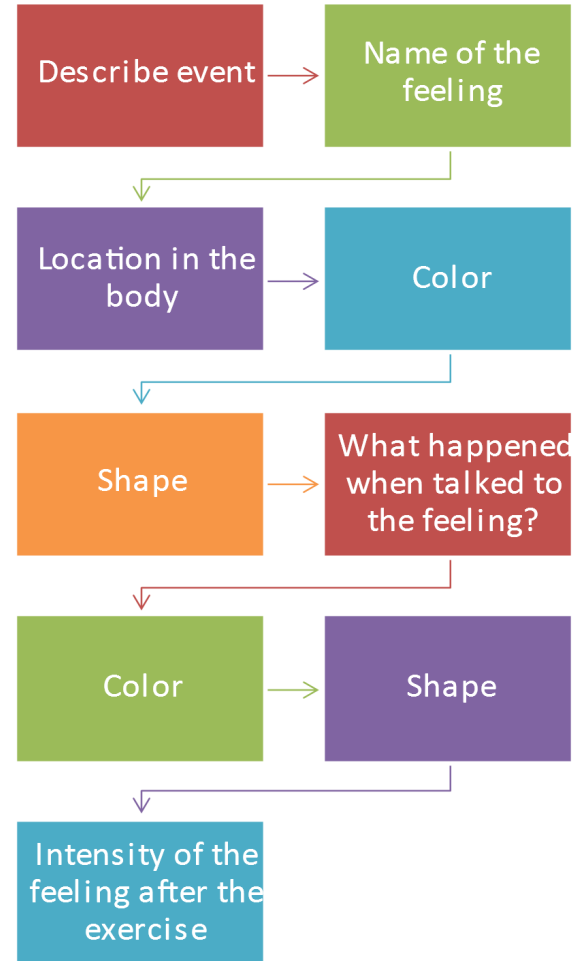 Describe event
Name of the
feeling
Location in the
body
Color
Shape
What happened
when talked to
the feeling?
Color
Shape
Intensity of the
feeling after the
exercise